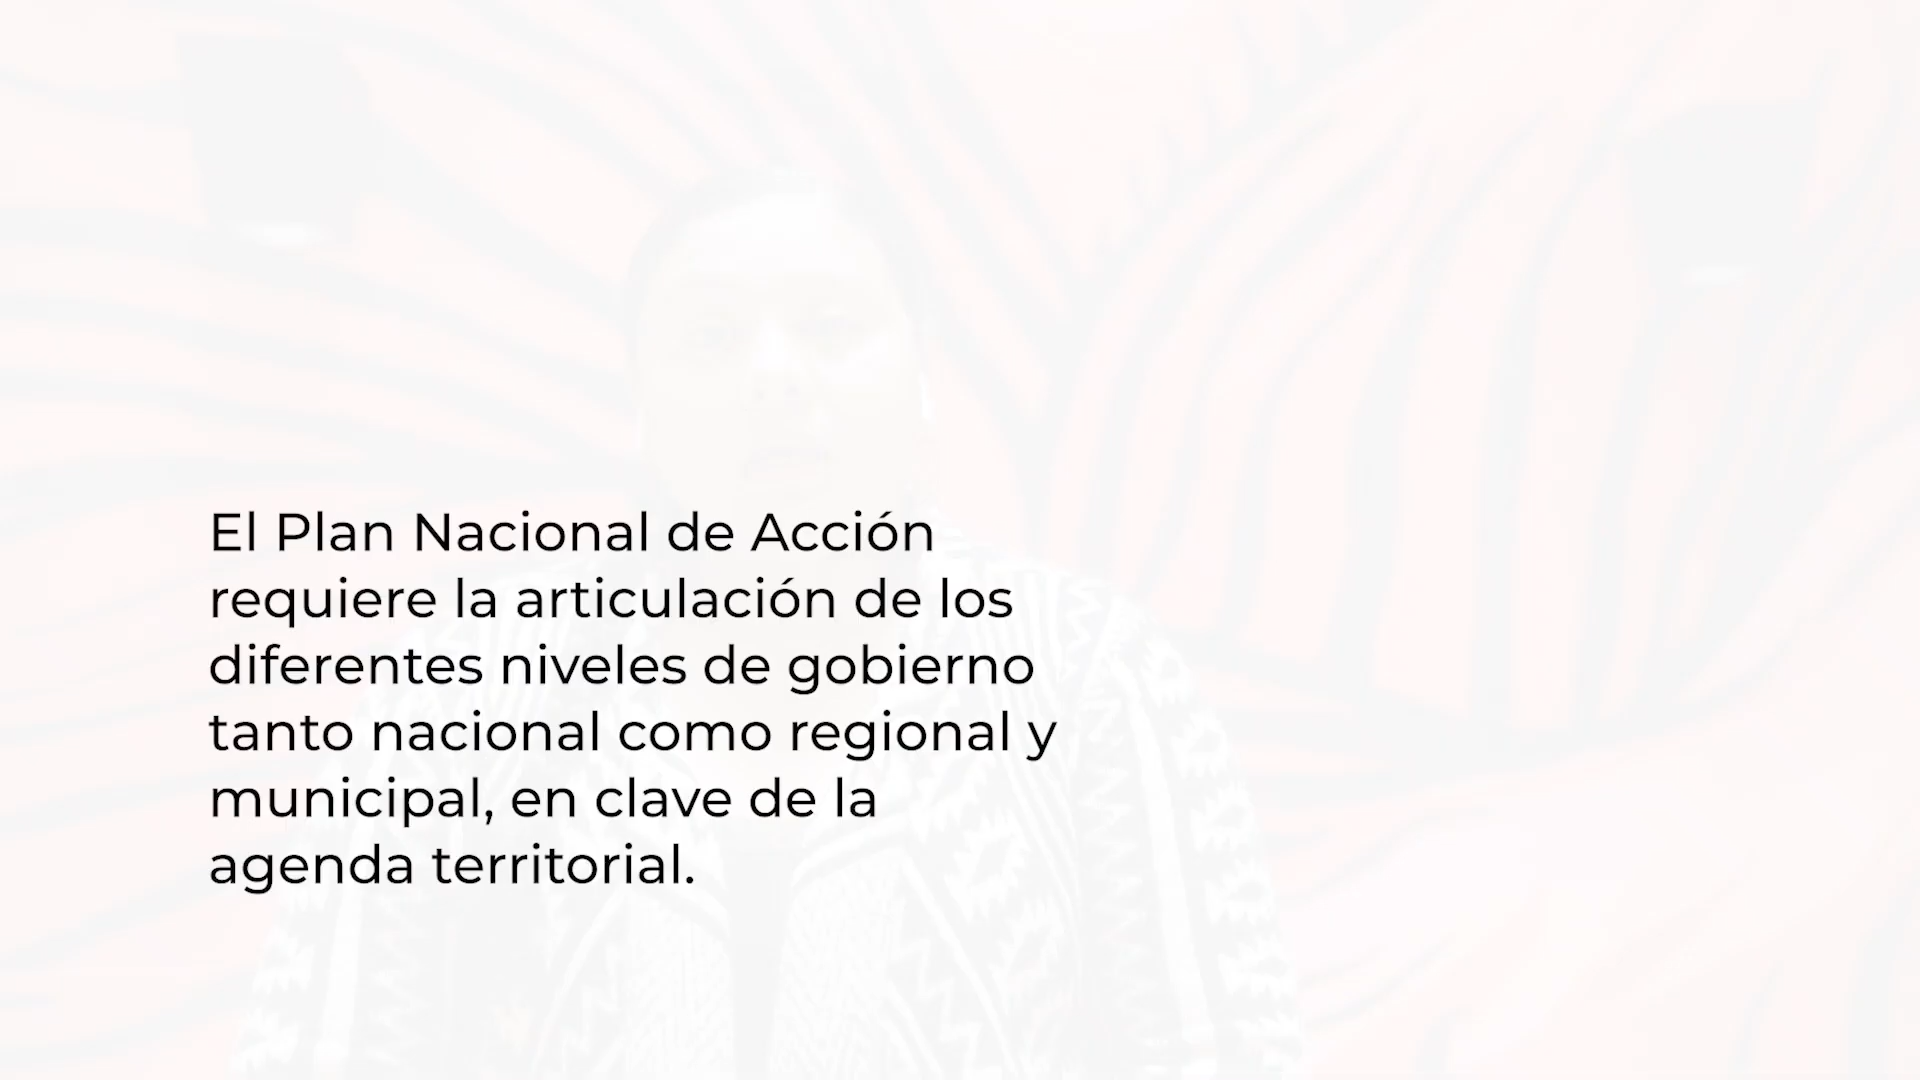 El Plan Nacional de Acción
requiere la articulación de los
diferentes niveles de gobierno
tanto nacional como regional y
municipal, en clave de la
agenda territorial.